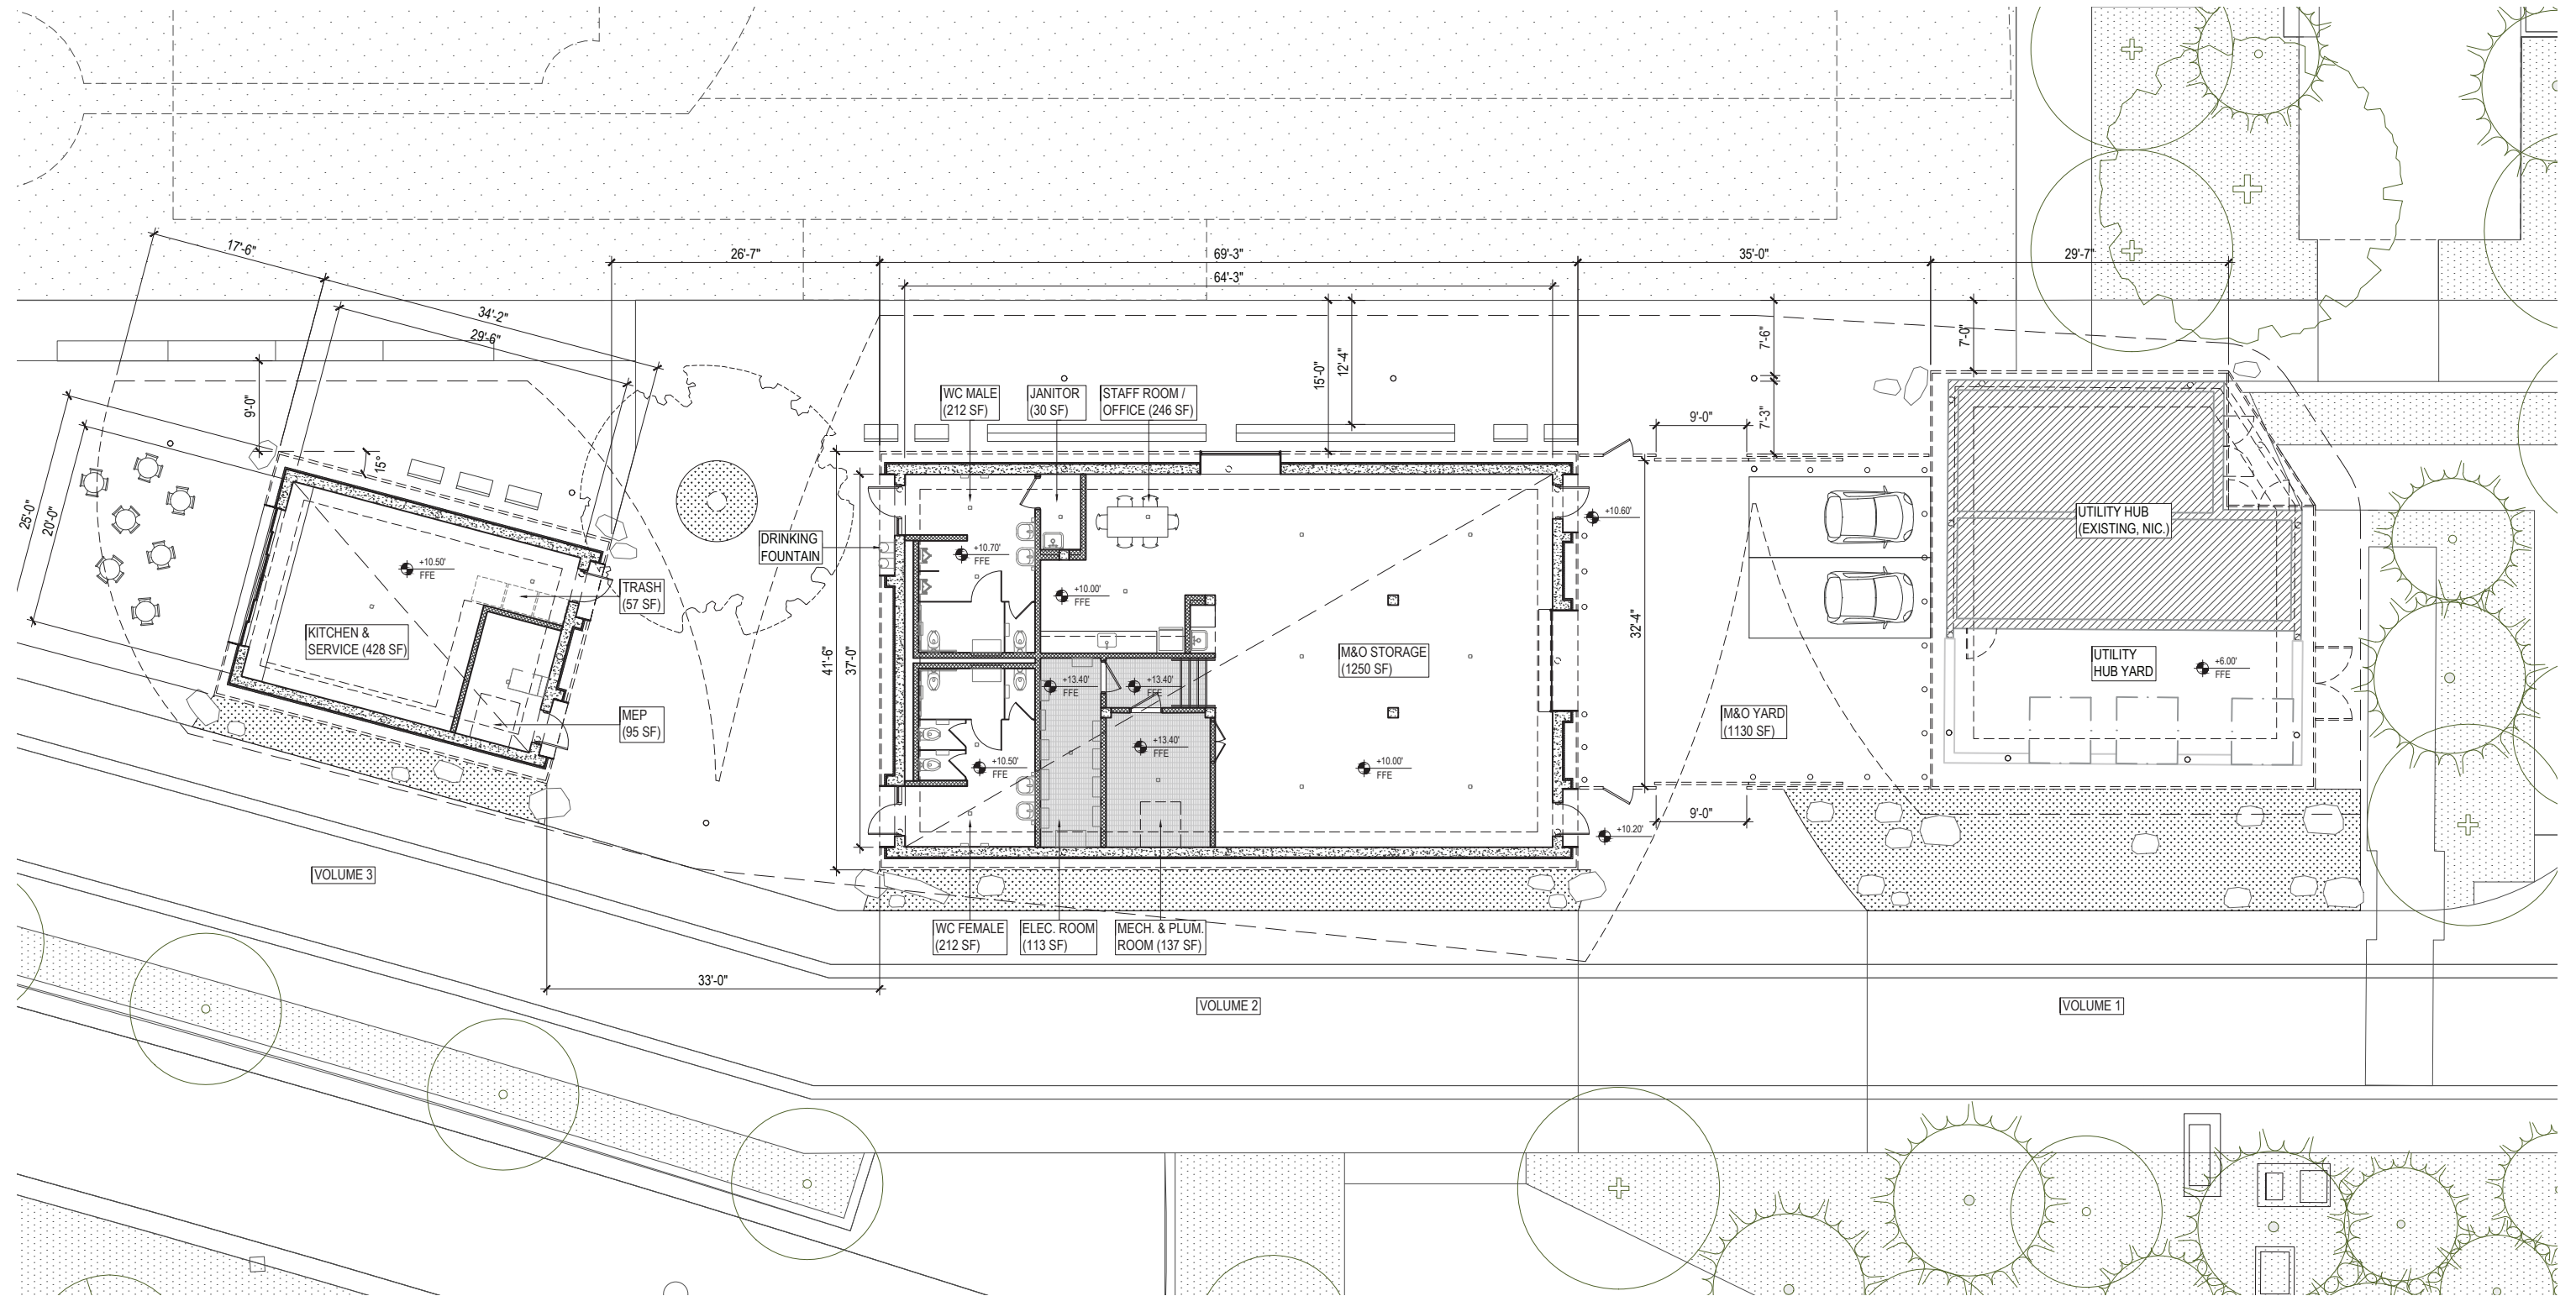 17'-6"
26'-7"
69'-3"
35'-0"
29'-7"
64'-3"
34'-2"
29'-6"
7'-6"
7'-0"
15'-0"
12'-4"
9'-0"
7'-3"
9'-0"
WC MALE
(212 SF)
JANITOR
(30 SF)
STAFF ROOM /
OFFICE (246 SF)
15°
25'-0"
20'-0"
DRINKING
FOUNTAIN
+10.60'
UTILITY HUB
(EXISTING, NIC.)
+10.70'
FFE
+10.50'
FFE
+10.00'
FFE
TRASH
(57 SF)
KITCHEN &
SERVICE (428 SF)
32'-4"
41'-6"
37'-0"
M&O STORAGE
(1250 SF)
UTILITY
HUB YARD
+6.00'
FFE
+13.40'
FFE
+13.40'
FFE
MEP
(95 SF)
M&O YARD
(1130 SF)
+13.40'
FFE
+10.50'
FFE
+10.00'
FFE
9'-0"
+10.20'
VOLUME 3
WC FEMALE
(212 SF)
ELEC. ROOM
(113 SF)
MECH. & PLUM.
ROOM (137 SF)
33'-0"
VOLUME 2
VOLUME 1